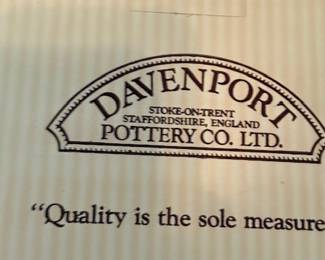 DAVENPORT
STOKE-ON-TRENT
STAFFORDSHIRE, ENGLAND
POTTERY CO. LTD.
"Quality is the sole measure